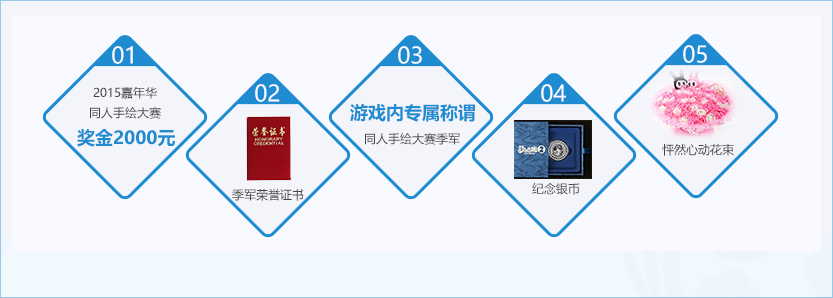 01
2015嘉年华
同人手绘大赛
奖金2000元
02
荣誉证书
HONORARY
CREDENTIAL
季军荣誉证书
03
游戏内专属称谓
同人手绘大赛季军
04
纪念银币
05
怦然心动花束